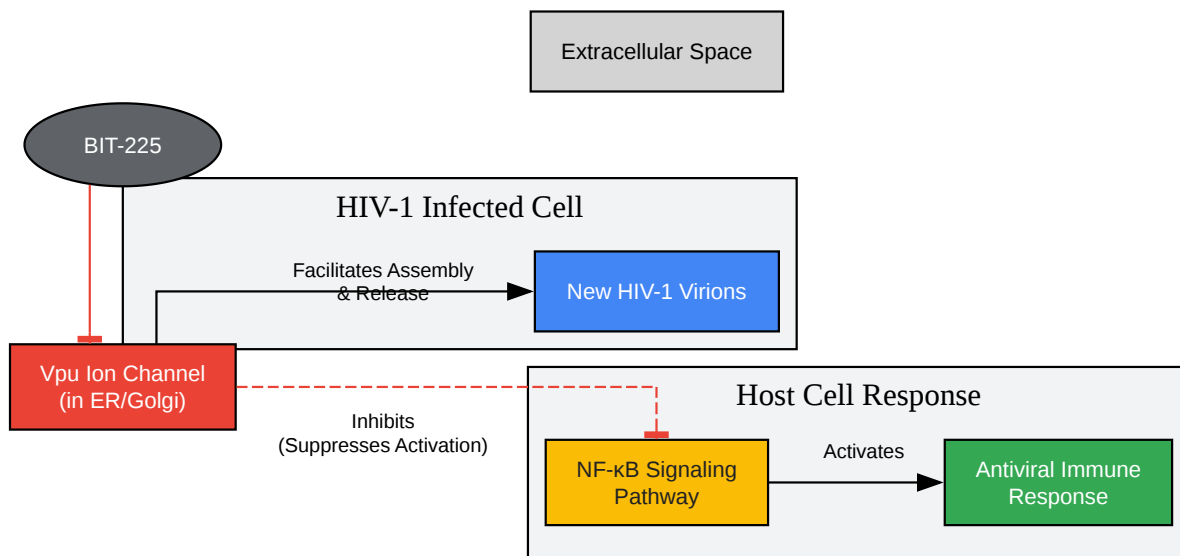 Extracellular Space
BIT-225
HIV-1 Infected Cell
Facilitates Assembly
& Release
New HIV-1 Virions
Vpu Ion Channel
(in ER/Golgi)
Inhibits
(Suppresses Activation)
Host Cell Response
NF-κB Signaling
Pathway
Activates
Antiviral Immune
Response